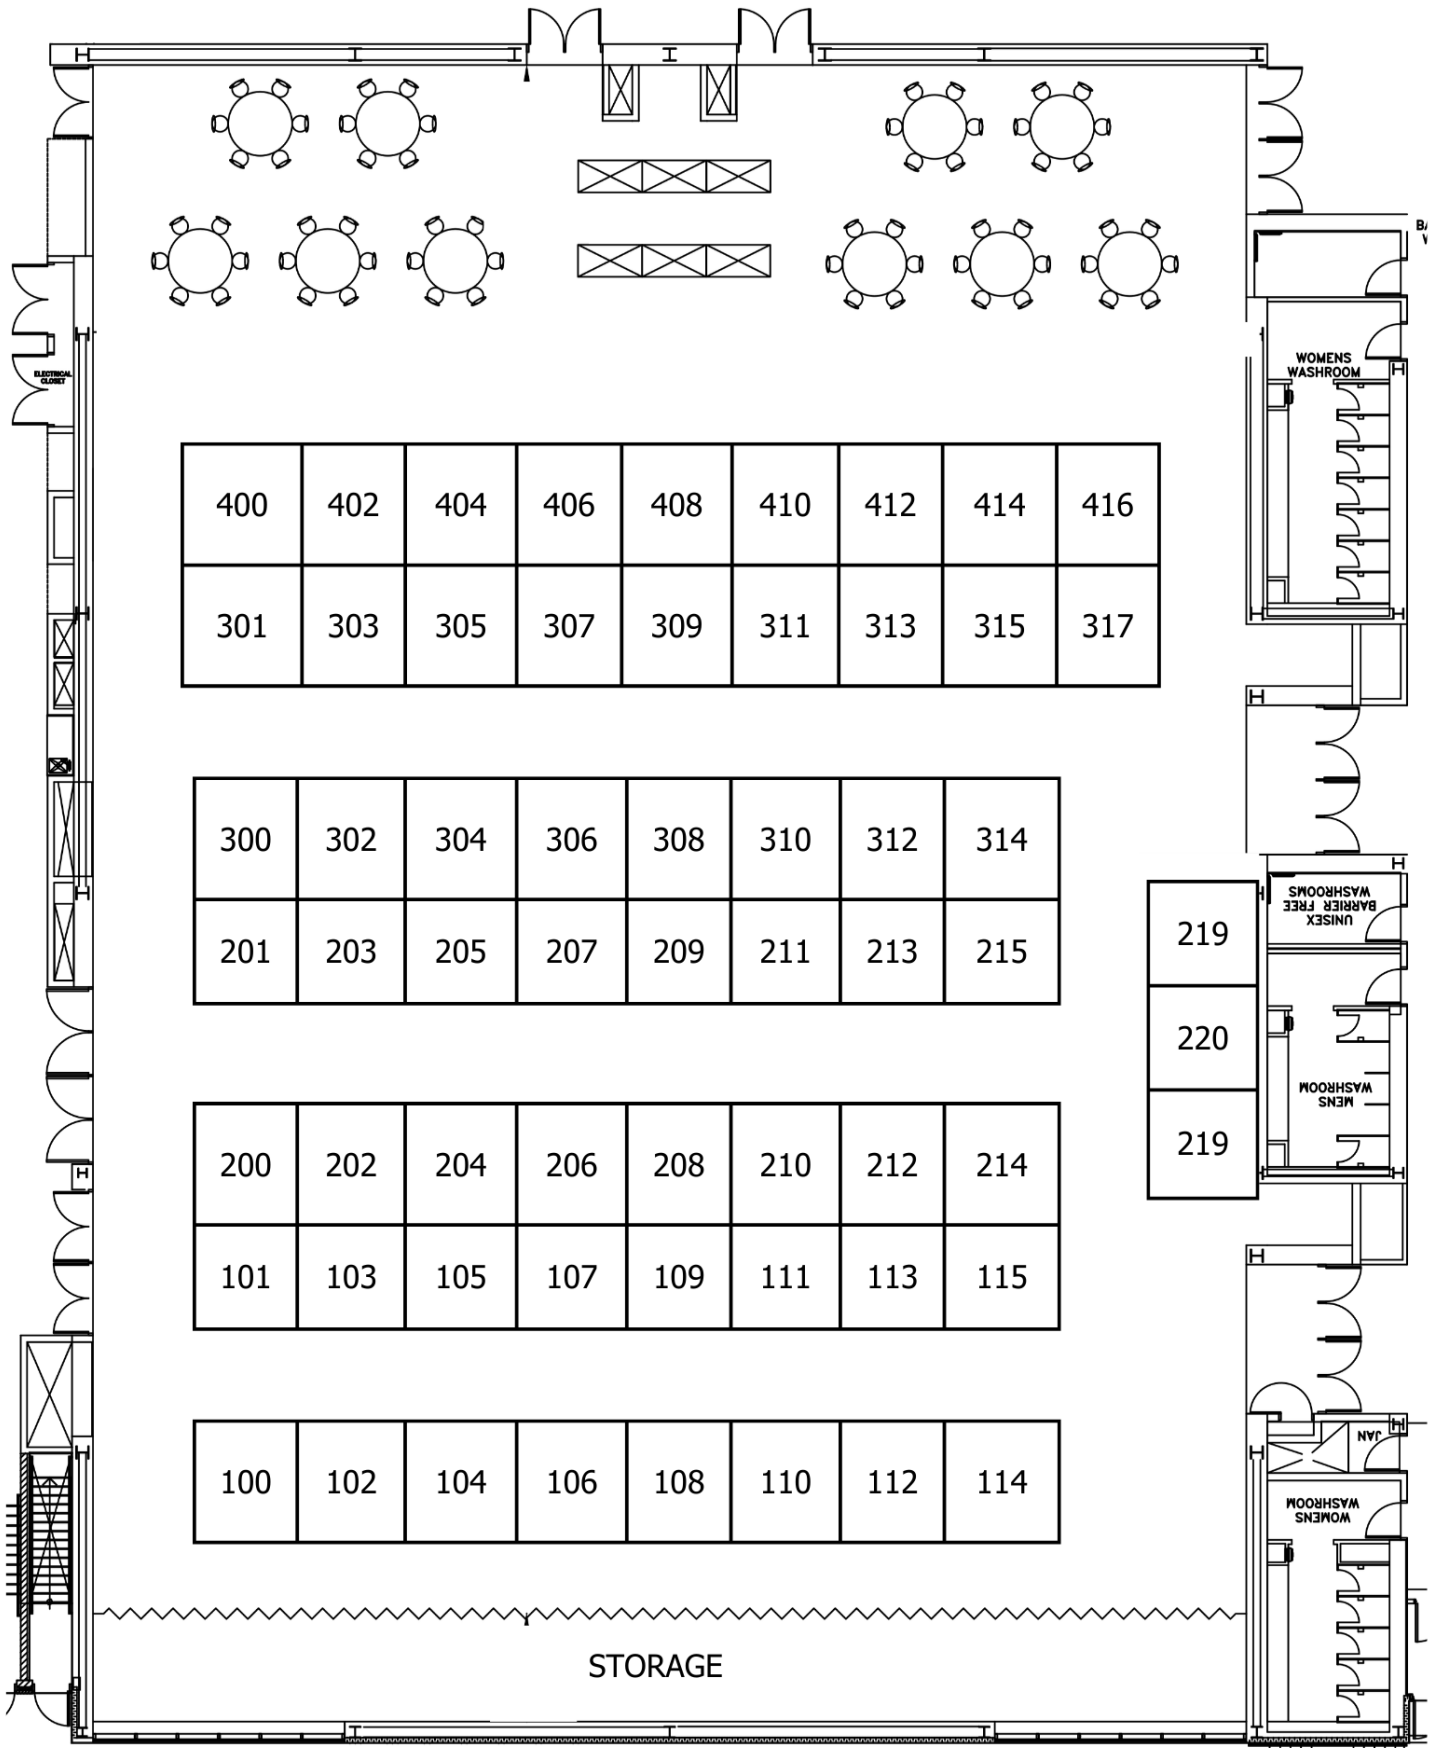 WOMENS
WASHROOM
ELECTRICAL
CLOSET
400 402 404 406 408 410 412 414 416
301 303 305 307 309 311 313 315 317
300 302 304 306 308 310 312 314
UNISEX
BARRIER FREE
WASHROOMS
201 203 205 207 209 211 213 215
219
220
MENS
WASHROOM
219
200 202 204 206 208 210 212 214
101 103 105 107 109 111 113 115
JAN
100 102 104 106 108 110 112 114
WOMENS
WASHROOM
STORAGE